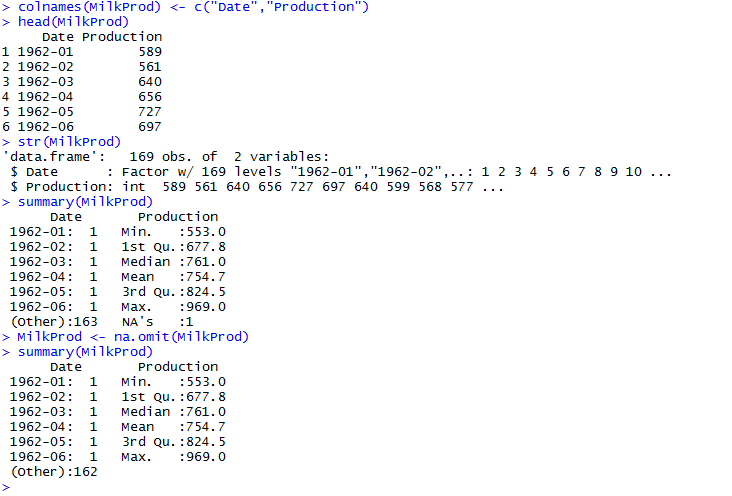 > colnames(MilkProd) <- c("Date","Production")
> head(MilkProd)
     Date Production
1 1962-01        589
2 1962-02        561
3 1962-03        640
4 1962-04        656
5 1962-05        727
6 1962-06        697
> str(MilkProd)
'data.frame':   169 obs. of  2 variables:
 $ Date      : Factor w/ 169 levels "1962-01","1962-02",..: 1 2 3 4 5 6 7 8 9 10 ...
 $ Production: int  589 561 640 656 727 697 640 599 568 577 ...
> summary(MilkProd)
      Date       Production
 1962-01:  1   Min.   :553.0
 1962-02:  1   1st Qu.:677.8
 1962-03:  1   Median :761.0
 1962-04:  1   Mean   :754.7
 1962-05:  1   3rd Qu.:824.5
 1962-06:  1   Max.   :969.0
 (Other):163   NA's   :1
> MilkProd <- na.omit(MilkProd)
> summary(MilkProd)
      Date       Production
 1962-01:  1   Min.   :553.0
 1962-02:  1   1st Qu.:677.8
 1962-03:  1   Median :761.0
 1962-04:  1   Mean   :754.7
 1962-05:  1   3rd Qu.:824.5
 1962-06:  1   Max.   :969.0
 (Other):162
>